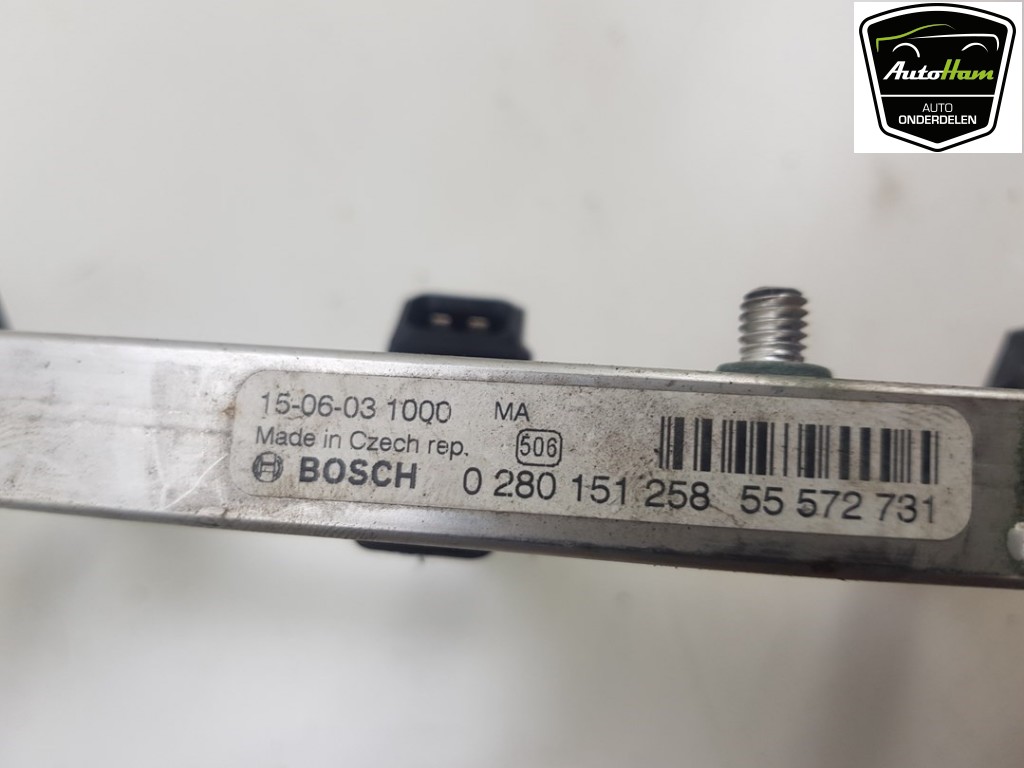 AutoHam
AUTO
ONDERDELEN
15-06-03 1000 MA
Made in Czech rep. 506
BOSCH 0 280 151 258 55 572 731